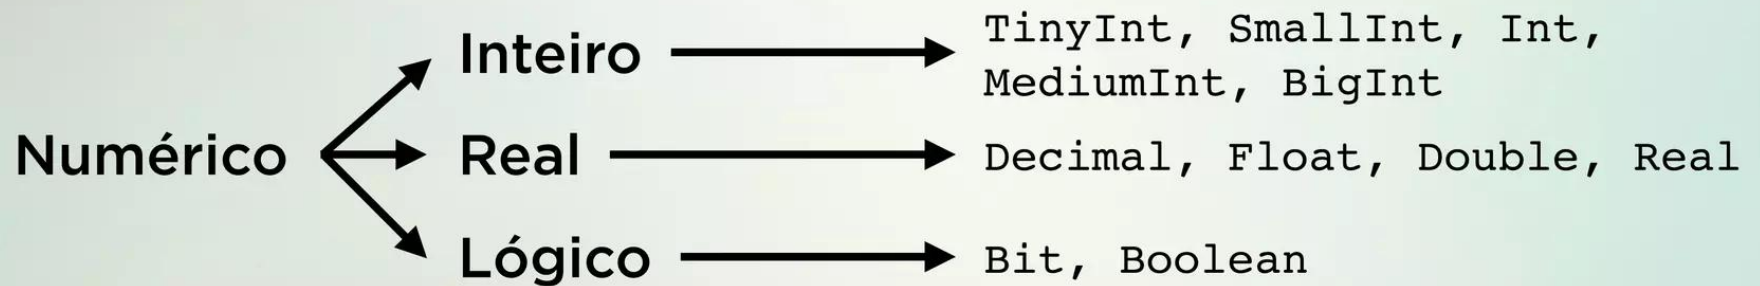 Numérico
Inteiro
TinyInt, SmallInt, Int,
MediumInt, BigInt
Real
Decimal, Float, Double, Real
Lógico
Bit, Boolean